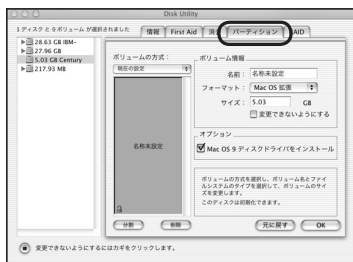 Disk Utility
1 ディスク と 0 ボリューム が選択されました
情報
First Aid
消去
パーティション
RAID
28.63 GB IBM-
27.96 GB
5.03 GB Century
217.93 MB
ボリュームの方式：
現在の設定
名称未設定
分割
削除
ボリューム情報
名前： 名称未設定
フォーマット： Mac OS 拡張
サイズ： 5.03 GB
変更できないようにする
オプション
Mac OS 9 ディスクドライバをインストール
ボリュームの方式を選択し、ボリューム名とファイ
ルシステムのタイプを選択して、ボリュームのサイ
ズを変更します。
このディスクは初期化できます。
元に戻す
OK
変更できないようにするにはカギをクリックします。